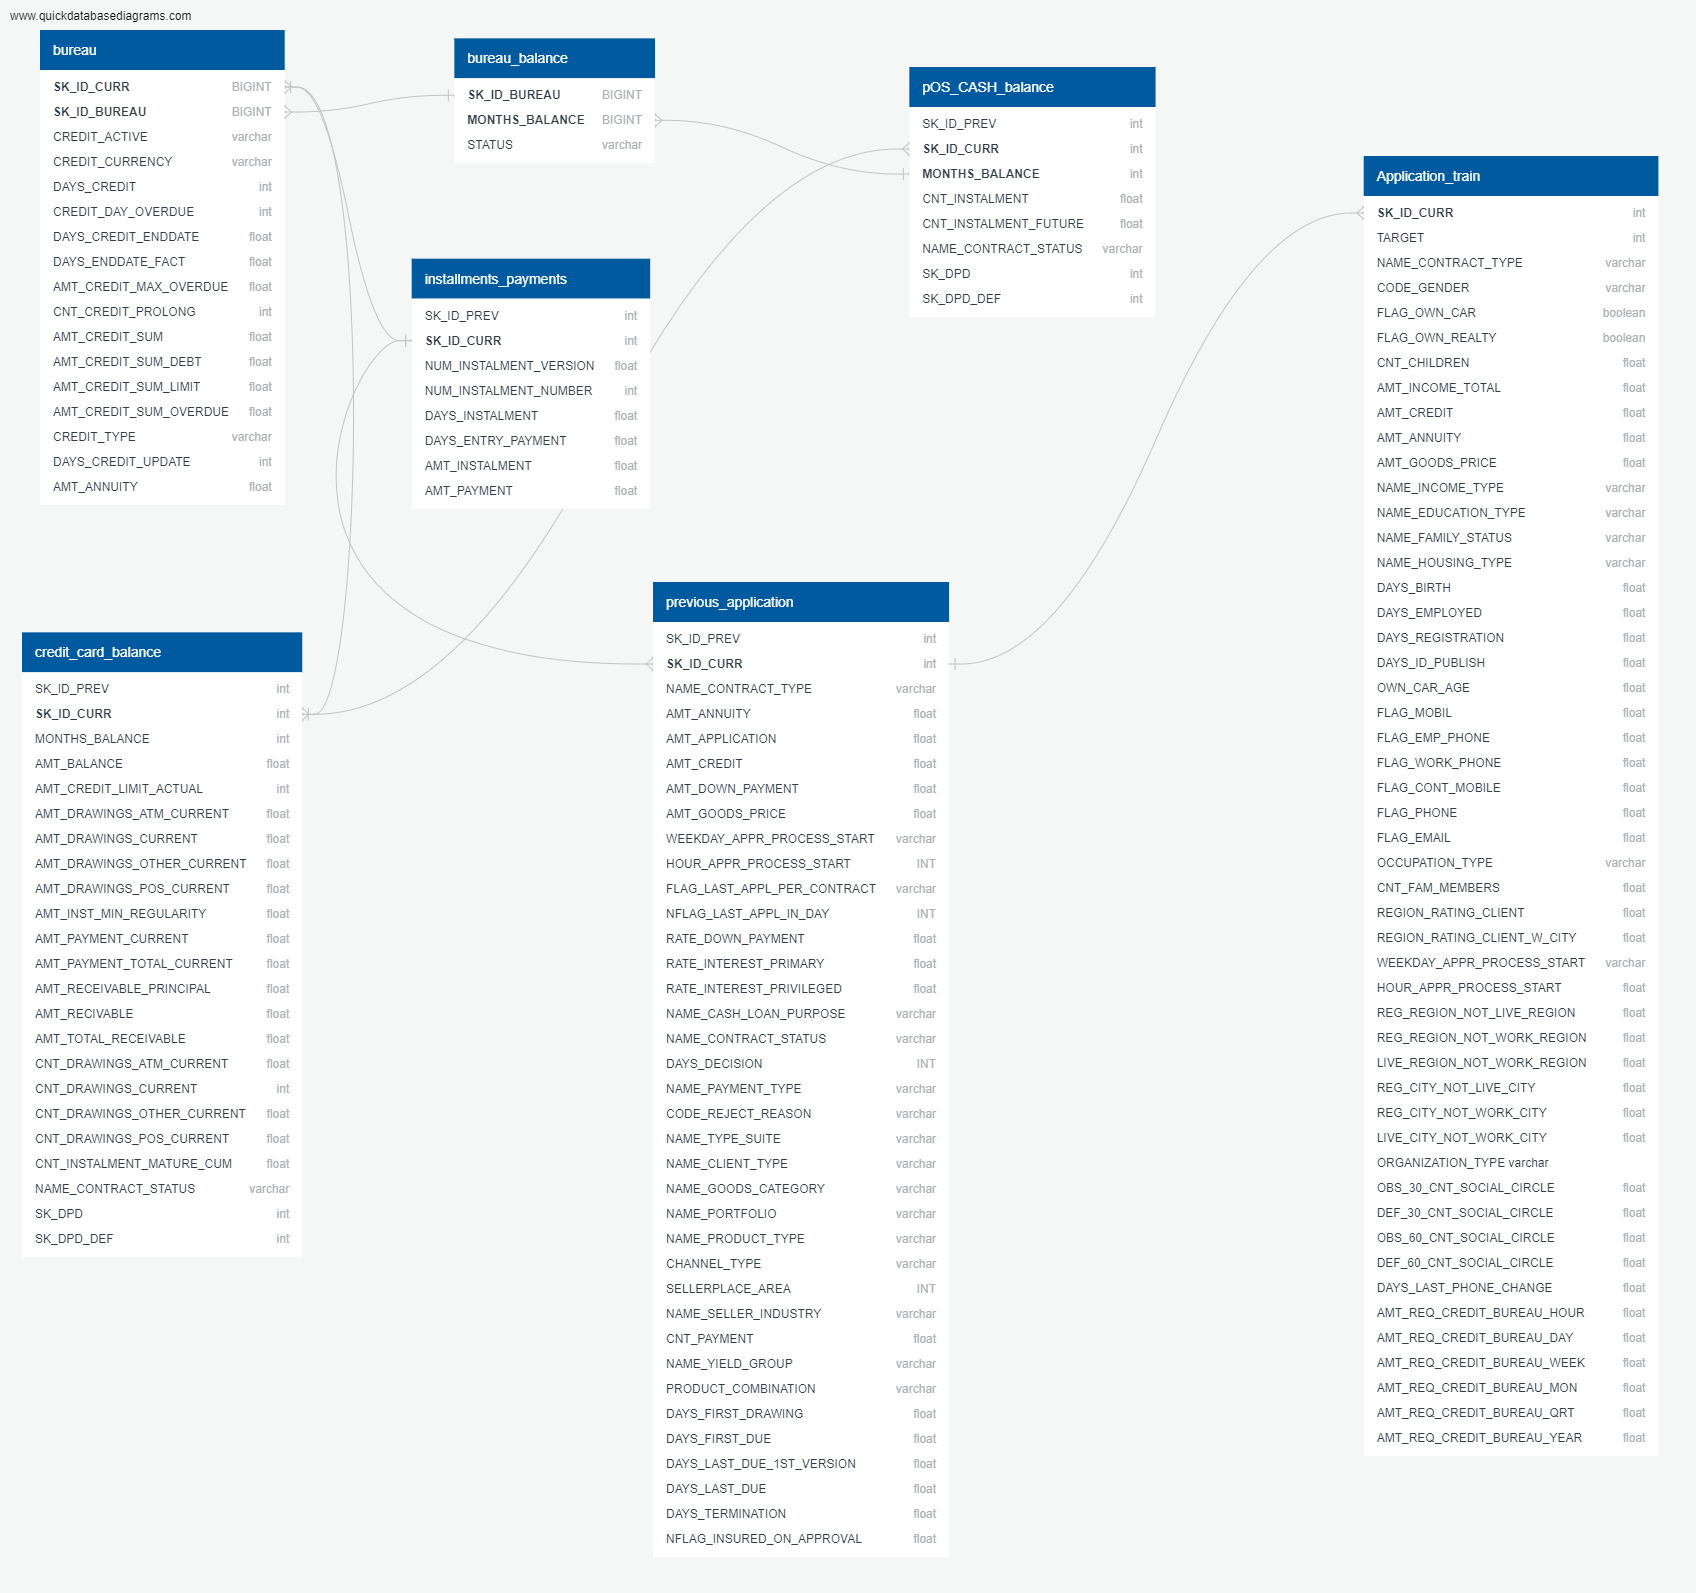 www.quickdatabasediagrams.com
bureau
SK_ID_CURR BIGINT
SK_ID_BUREAU BIGINT
CREDIT_ACTIVE varchar
CREDIT_CURRENCY varchar
DAYS_CREDIT int
CREDIT_DAY_OVERDUE int
DAYS_CREDIT_ENDDATE float
DAYS_ENDDATE_FACT float
AMT_CREDIT_MAX_OVERDUE float
CNT_CREDIT_PROLONG int
AMT_CREDIT_SUM float
AMT_CREDIT_SUM_DEBT float
AMT_CREDIT_SUM_LIMIT float
AMT_CREDIT_SUM_OVERDUE float
CREDIT_TYPE varchar
DAYS_CREDIT_UPDATE int
AMT_ANNUITY float
bureau_balance
SK_ID_BUREAU BIGINT
MONTHS_BALANCE BIGINT
STATUS varchar
installments_payments
SK_ID_PREV int
SK_ID_CURR int
NUM_INSTALMENT_VERSION float
NUM_INSTALMENT_NUMBER int
DAYS_INSTALMENT float
DAYS_ENTRY_PAYMENT float
AMT_INSTALMENT float
AMT_PAYMENT float
pOS_CASH_balance
SK_ID_PREV int
SK_ID_CURR int
MONTHS_BALANCE int
CNT_INSTALMENT float
CNT_INSTALMENT_FUTURE float
NAME_CONTRACT_STATUS varchar
SK_DPD int
SK_DPD_DEF int
credit_card_balance
SK_ID_PREV int
SK_ID_CURR int
MONTHS_BALANCE int
AMT_BALANCE float
AMT_CREDIT_LIMIT_ACTUAL int
AMT_DRAWINGS_ATM_CURRENT float
AMT_DRAWINGS_CURRENT float
AMT_DRAWINGS_OTHER_CURRENT float
AMT_DRAWINGS_POS_CURRENT float
AMT_INST_MIN_REGULARITY float
AMT_PAYMENT_CURRENT float
AMT_PAYMENT_TOTAL_CURRENT float
AMT_RECEIVABLE_PRINCIPAL float
AMT_RECIVABLE float
AMT_TOTAL_RECEIVABLE float
CNT_DRAWINGS_ATM_CURRENT float
CNT_DRAWINGS_CURRENT int
CNT_DRAWINGS_OTHER_CURRENT float
CNT_DRAWINGS_POS_CURRENT float
CNT_INSTALMENT_MATURE_CUM float
NAME_CONTRACT_STATUS varchar
SK_DPD int
SK_DPD_DEF int
previous_application
SK_ID_PREV int
SK_ID_CURR int
NAME_CONTRACT_TYPE varchar
AMT_ANNUITY float
AMT_APPLICATION float
AMT_CREDIT float
AMT_DOWN_PAYMENT float
AMT_GOODS_PRICE float
WEEKDAY_APPR_PROCESS_START varchar
HOUR_APPR_PROCESS_START INT
FLAG_LAST_APPL_PER_CONTRACT varchar
NFLAG_LAST_APPL_IN_DAY INT
RATE_DOWN_PAYMENT float
RATE_INTEREST_PRIMARY float
RATE_INTEREST_PRIVILEGED float
NAME_CASH_LOAN_PURPOSE varchar
NAME_CONTRACT_STATUS varchar
DAYS_DECISION INT
NAME_PAYMENT_TYPE varchar
CODE_REJECT_REASON varchar
NAME_TYPE_SUITE varchar
NAME_CLIENT_TYPE varchar
NAME_GOODS_CATEGORY varchar
NAME_PORTFOLIO varchar
NAME_PRODUCT_TYPE varchar
CHANNEL_TYPE varchar
SELLERPLACE_AREA INT
NAME_SELLER_INDUSTRY varchar
CNT_PAYMENT float
NAME_YIELD_GROUP varchar
PRODUCT_COMBINATION varchar
DAYS_FIRST_DRAWING float
DAYS_FIRST_DUE float
DAYS_LAST_DUE_1ST_VERSION float
DAYS_LAST_DUE float
DAYS_TERMINATION float
NFLAG_INSURED_ON_APPROVAL float
Application_train
SK_ID_CURR int
TARGET int
NAME_CONTRACT_TYPE varchar
CODE_GENDER varchar
FLAG_OWN_CAR boolean
FLAG_OWN_REALTY boolean
CNT_CHILDREN float
AMT_INCOME_TOTAL float
AMT_CREDIT float
AMT_ANNUITY float
AMT_GOODS_PRICE float
NAME_INCOME_TYPE varchar
NAME_EDUCATION_TYPE varchar
NAME_FAMILY_STATUS varchar
NAME_HOUSING_TYPE varchar
DAYS_BIRTH float
DAYS_EMPLOYED float
DAYS_REGISTRATION float
DAYS_ID_PUBLISH float
OWN_CAR_AGE float
FLAG_MOBIL float
FLAG_EMP_PHONE float
FLAG_WORK_PHONE float
FLAG_CONT_MOBILE float
FLAG_PHONE float
FLAG_EMAIL float
OCCUPATION_TYPE varchar
CNT_FAM_MEMBERS float
REGION_RATING_CLIENT float
REGION_RATING_CLIENT_W_CITY float
WEEKDAY_APPR_PROCESS_START varchar
HOUR_APPR_PROCESS_START float
REG_REGION_NOT_LIVE_REGION float
REG_REGION_NOT_WORK_REGION float
LIVE_REGION_NOT_WORK_REGION float
REG_CITY_NOT_LIVE_CITY float
REG_CITY_NOT_WORK_CITY float
LIVE_CITY_NOT_WORK_CITY float
ORGANIZATION_TYPE varchar
OBS_30_CNT_SOCIAL_CIRCLE float
DEF_30_CNT_SOCIAL_CIRCLE float
OBS_60_CNT_SOCIAL_CIRCLE float
DEF_60_CNT_SOCIAL_CIRCLE float
DAYS_LAST_PHONE_CHANGE float
AMT_REQ_CREDIT_BUREAU_HOUR float
AMT_REQ_CREDIT_BUREAU_DAY float
AMT_REQ_CREDIT_BUREAU_WEEK float
AMT_REQ_CREDIT_BUREAU_MON float
AMT_REQ_CREDIT_BUREAU_QRT float
AMT_REQ_CREDIT_BUREAU_YEAR float